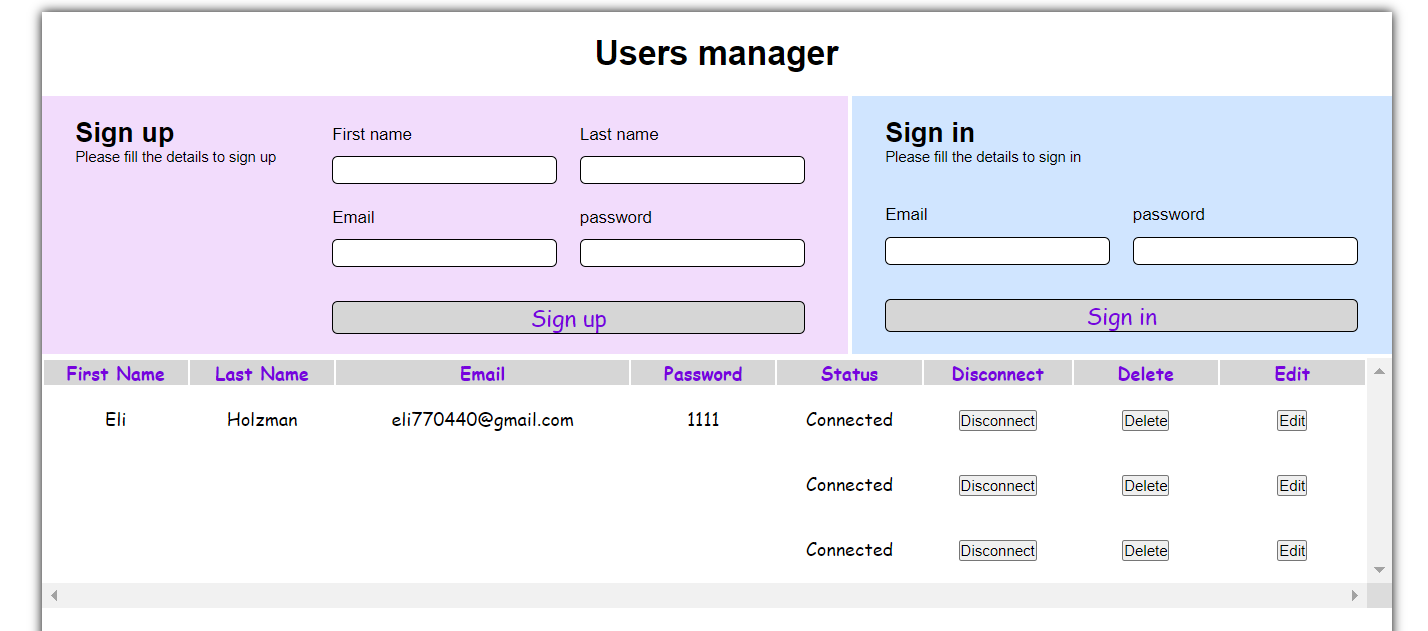 Users manager
Sign up
Please fill the details to sign up
First name Last name
Email password
Sign up
Sign in
Please fill the details to sign in
Email password
Sign in
First Name Last Name Email Password Status Disconnect Delete Edit
Eli Holzman eli770440@gmail.com 1111 Connected Disconnect Delete Edit
Connected Disconnect Delete Edit
Connected Disconnect Delete Edit